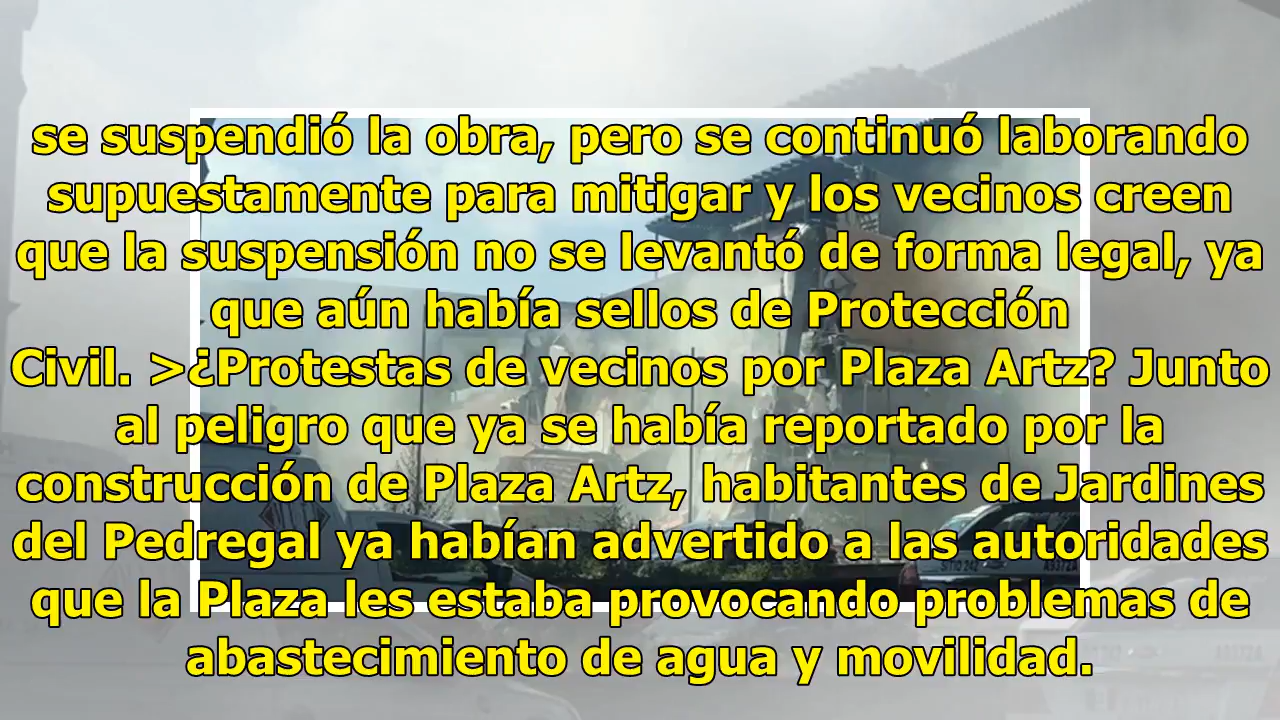 se suspendió la obra, pero se continuó laborando
supuestamente para mitigar y los vecinos creen
que la suspensión no se levantó de forma legal, ya
que aún había sellos de Protección
Civil. >¿Protestas de vecinos por Plaza Artz? Junto
al peligro que ya se había reportado por la
construcción de Plaza Artz, habitantes de Jardines
del Pedregal ya habían advertido a las autoridades
SITIO 242 A9372A
que la Plaza les estaba provocando problemas de
abastecimiento de agua y movilidad.